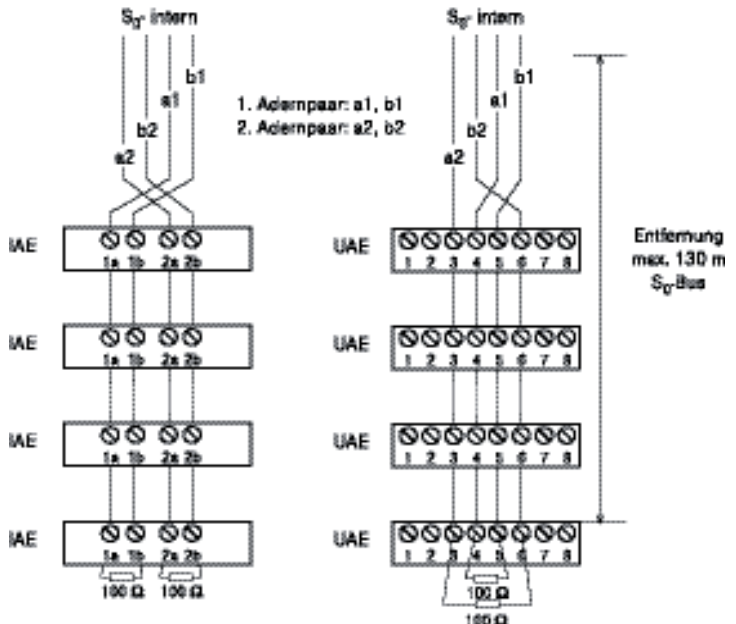 S0- intern
S0- intern
b1
a1
b2
a2
b1
a1
b2
a2
1. Adernpaar: a1, b1
2. Adernpaar: a2, b2
IAE
1a 1b 2a 2b
UAE
1 2 3 4 5 6 7 8
Entfernung
max. 130 m
S0-Bus
IAE
1a 1b 2a 2b
UAE
1 2 3 4 5 6 7 8
IAE
1a 1b 2a 2b
UAE
1 2 3 4 5 6 7 8
IAE
1a 1b 2a 2b
UAE
1 2 3 4 5 6 7 8
100 Ω
100 Ω
100 Ω